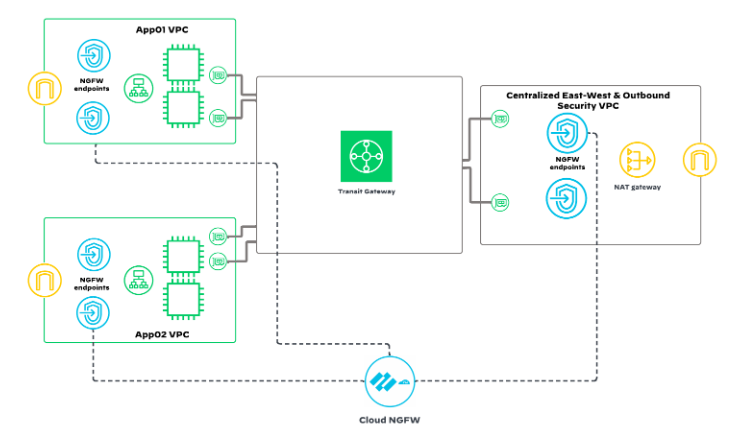 App01 VPC
NGFW
endpoints
Centralized East-West & Outbound
Security VPC
NGFW
endpoints
NAT gateway
Transit Gateway
NGFW
endpoints
App02 VPC
Cloud NGFW